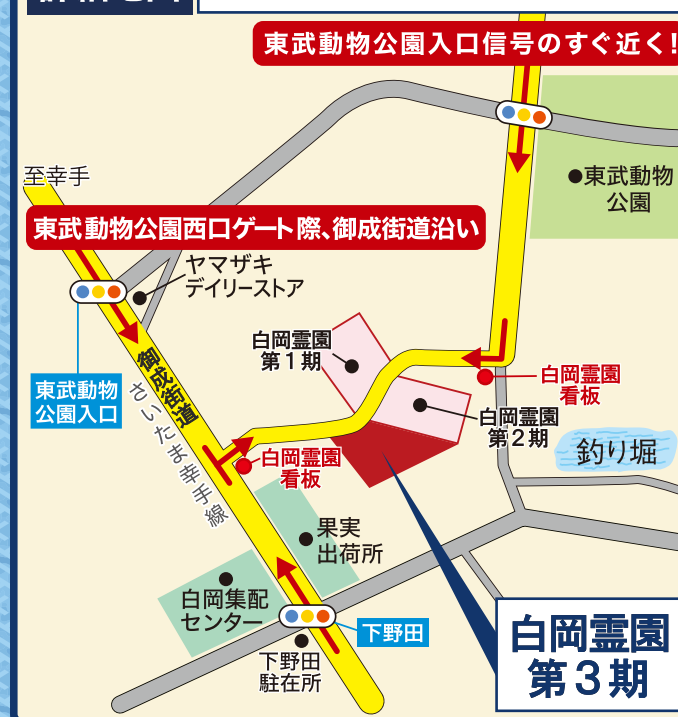 東武動物公園入口信号のすぐ近く!
東武動物
公園
至幸手
東武動物公園西口ゲート際、御成街道沿い
ヤマザキ
デイリーストア
白岡霊園
第1期
東武動物
公園入口
御成街道
さいたま幸手線
白岡霊園
看板
白岡霊園
第2期
釣り堀
白岡霊園
看板
果実
出荷所
白岡集配
センター
下野田
下野田
駐在所
白岡霊園
第3期